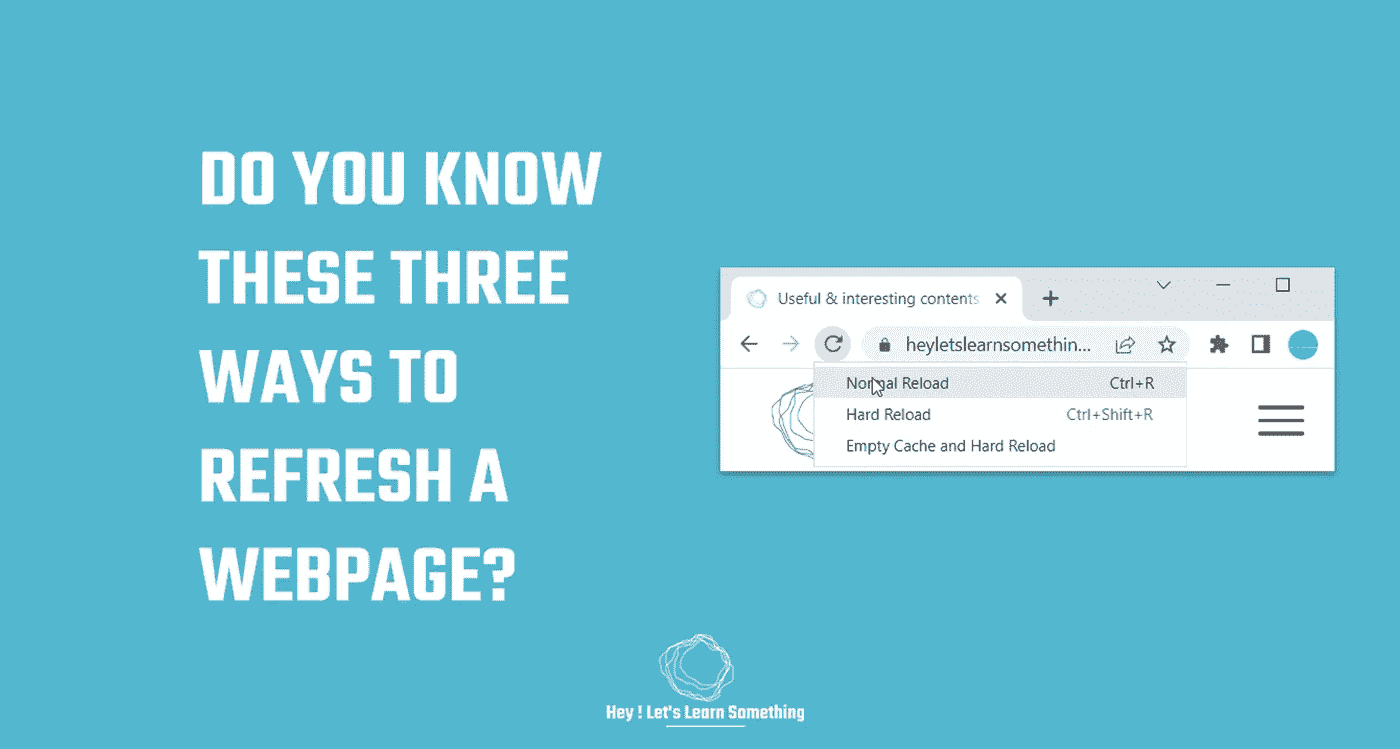 DO YOU KNOW
THESE THREE
WAYS TO
REFRESH A
WEBPAGE?
Useful & interesting contents
heyletslearnsomethin...
Normal Reload Ctrl+R
Hard Reload Ctrl+Shift+R
Empty Cache and Hard Reload
Hey ! Let's Learn Something